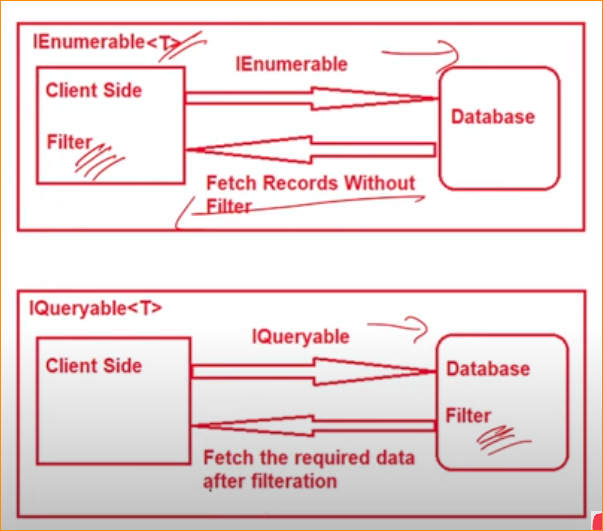 IEnumerable<T>
IEnumerable
Client Side
Filter
Database
Fetch Records Without
Filter
IQueryable<T>
IQueryable
Client Side
Database
Filter
Fetch the required data
after filteration